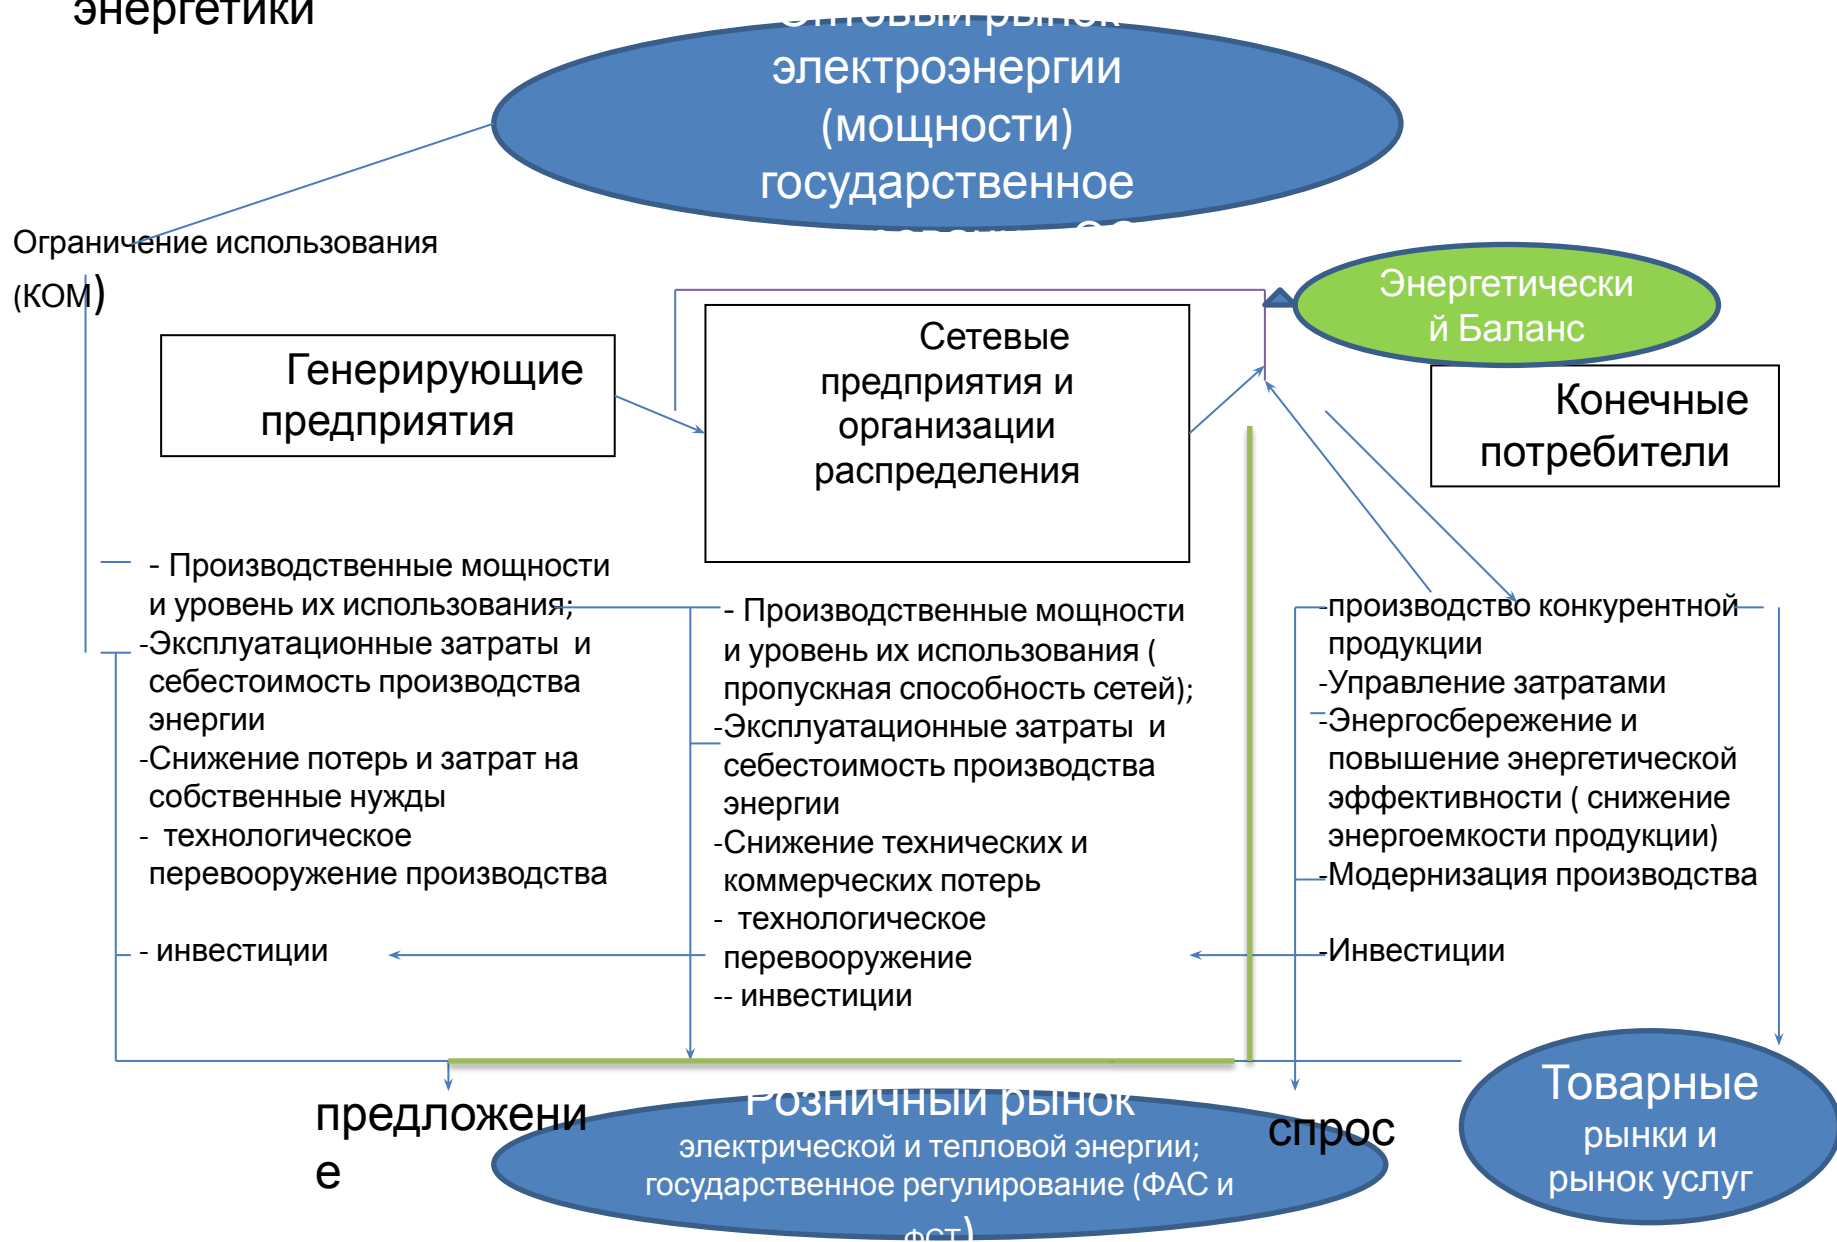 энергетики
Оптовый рынок
электроэнергии
(мощности)
государственное
Ограничение использования
(КОМ)
Энергетически
й Баланс
Генерирующие
предприятия
Сетевые
предприятия и
организации
распределения
Конечные
потребители
- Производственные мощности
и уровень их использования;
-Эксплуатационные затраты и
себестоимость производства
энергии
-Снижение потерь и затрат на
собственные нужды
- технологическое
перевооружение производства
- инвестиции
- Производственные мощности
и уровень их использования (
пропускная способность сетей);
-Эксплуатационные затраты и
себестоимость производства
энергии
-Снижение технических и
коммерческих потерь
- технологическое
перевооружение
-- инвестиции
-производство конкурентной
продукции
-Управление затратами
-Энергосбережение и
повышение энергетической
эффективности ( снижение
энергоемкости продукции)
-Модернизация производства
-Инвестиции
предложени
е
Розничный рынок
электрической и тепловой энергии;
государственное регулирование (ФАС и
ФСТ)
спрос
Товарные
рынки и
рынок услуг